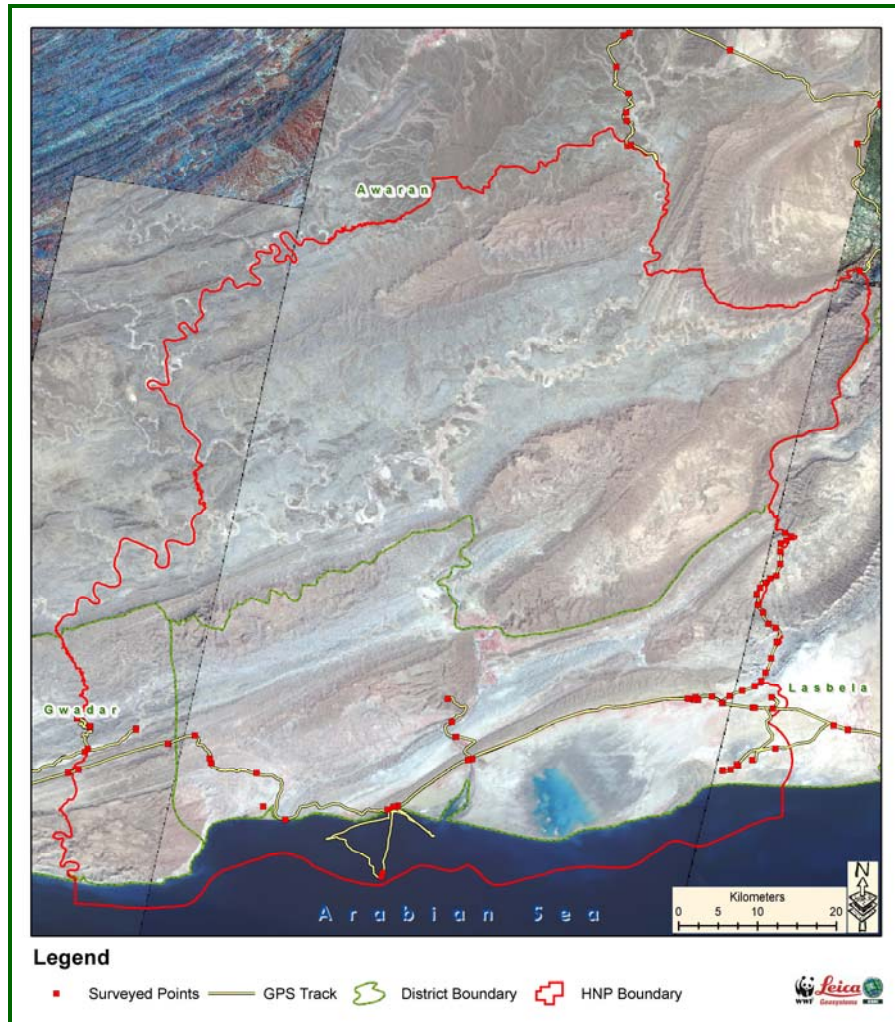 Awaran
Gwadar
Lasbela
Arabian Sea
N
Kilometers
0 5 10 20
Legend
Surveyed Points GPS Track District Boundary HNP Boundary
WWF
Leica
Geosystems